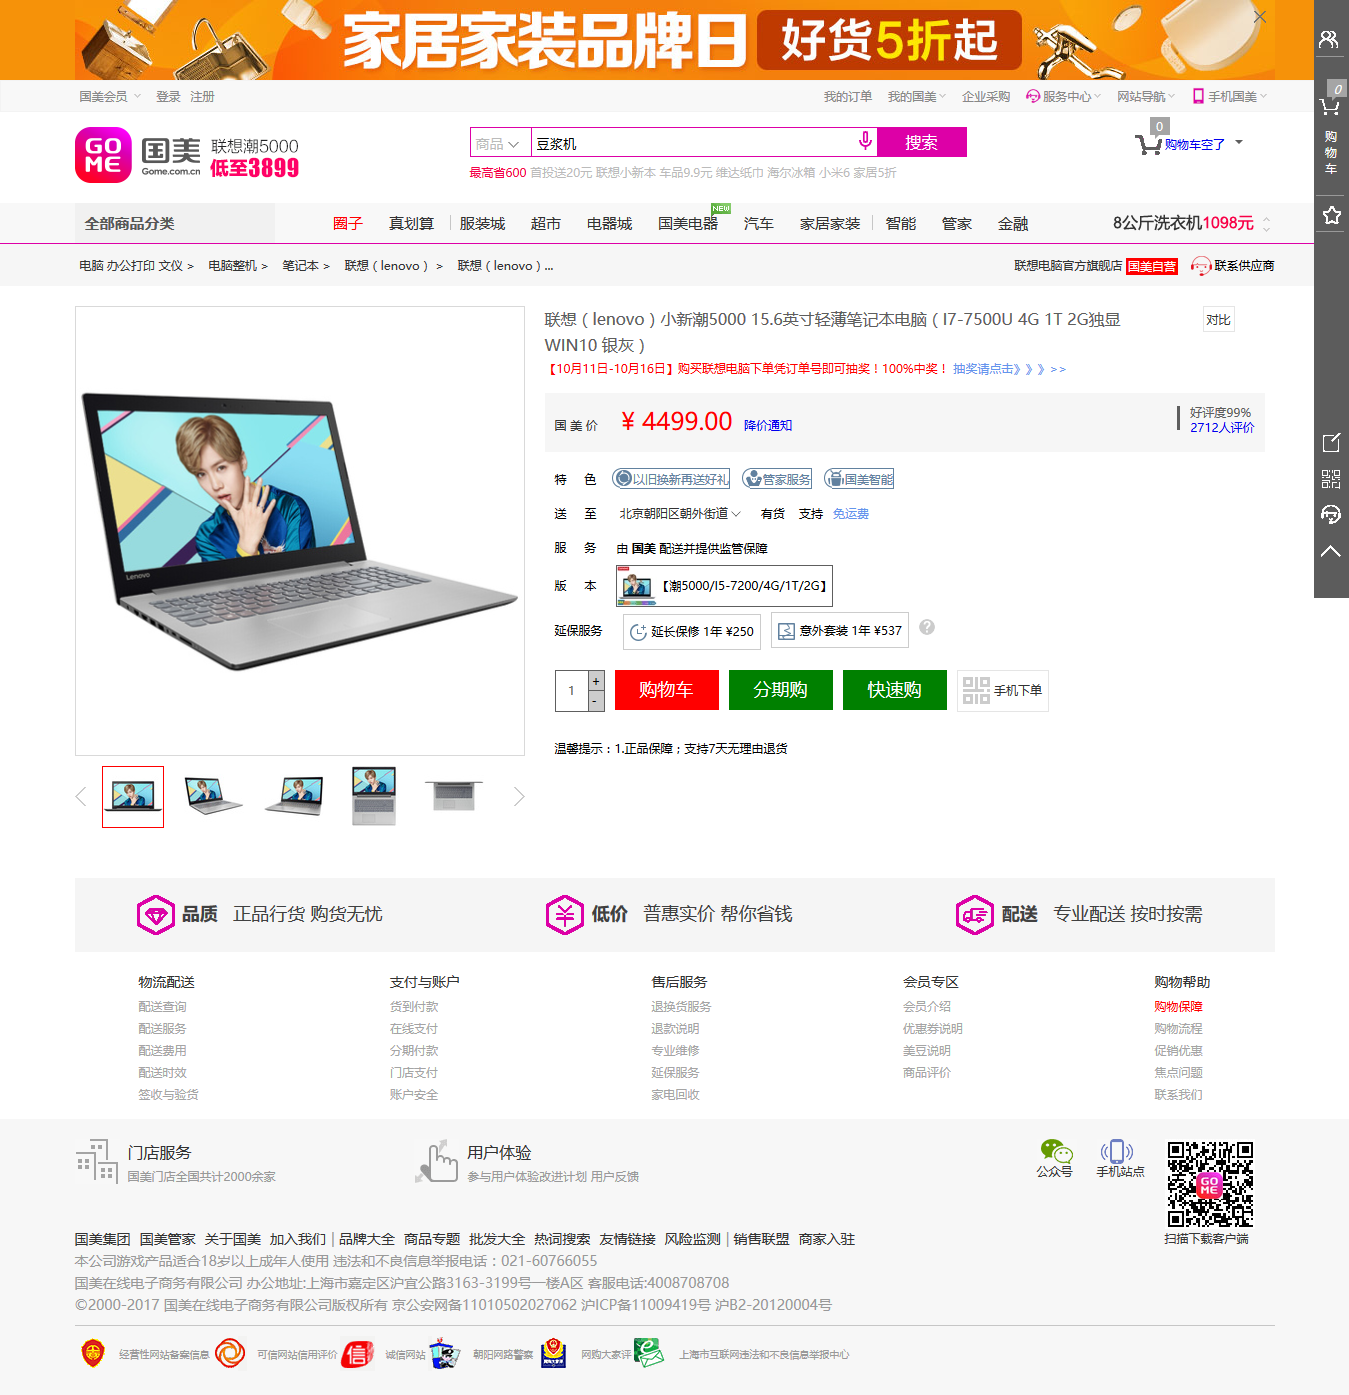 家居家装品牌日 好货5折起
国美会员 登录 注册 我的订单 我的国美 企业采购 服务中心 网站导航 手机国美
0
购物车
GOME 国美 Gome.com.cn 联想潮5000 低至3899
商品 豆浆机 搜索
0 购物车空了
最高省600 首投送20元 联想小新本 车品9.9元 维达纸巾 海尔冰箱 小米6 家居5折
NEW
全部商品分类 圈子 真划算 服装城 超市 电器城 国美电器 汽车 家居家装 智能 管家 金融 8公斤洗衣机1098元
电脑 办公打印 文仪 > 电脑整机 > 笔记本 > 联想（lenovo） > 联想（lenovo）... 联想电脑官方旗舰店 国美自营 联系供应商
联想（lenovo）小新潮5000 15.6英寸轻薄笔记本电脑（I7-7500U 4G 1T 2G独显
WIN10 银灰）
对比
【10月11日-10月16日】购买联想电脑下单凭订单号即可抽奖！100%中奖！ 抽奖请点击》》》>>
国 美 价 ¥ 4499.00 降价通知
好评度99%
2712人评价
特 色 以旧换新再送好礼 管家服务 国美智能
送 至 北京朝阳区朝外街道 有货 支持 免运费
服 务 由 国美 配送并提供监管保障
版 本 【潮5000/I5-7200/4G/1T/2G】
延保服务 延长保修 1年 ¥250 意外套装 1年 ¥537 ?
1 + - 购物车 分期购 快速购 手机下单
温馨提示：1.正品保障；支持7天无理由退货
lenovo
品质 正品行货 购货无忧 低价 普惠实价 帮你省钱 配送 专业配送 按时按需
物流配送 支付与账户 售后服务 会员专区 购物帮助
配送查询 货到付款 退换货服务 会员介绍 购物保障
配送服务 在线支付 退款说明 优惠券说明 购物流程
配送费用 分期付款 专业维修 美豆说明 促销优惠
配送时效 门店支付 延保服务 商品评价 焦点问题
签收与验货 账户安全 家电回收 联系我们
门店服务
国美门店全国共计2000余家
用户体验
参与用户体验改进计划 用户反馈
公众号 手机站点
GOME
扫描下载客户端
国美集团 国美管家 关于国美 加入我们 | 品牌大全 商品专题 批发大全 热词搜索 友情链接 风险监测 | 销售联盟 商家入驻
本公司游戏产品适合18岁以上成年人使用 违法和不良信息举报电话：021-60766055
国美在线电子商务有限公司 办公地址:上海市嘉定区沪宜公路3163-3199号一楼A区 客服电话:4008708708
©2000-2017 国美在线电子商务有限公司版权所有 京公安网备11010502027062 沪ICP备11009419号 沪B2-20120004号
经营性网站备案信息 可信网站信用评价 信 诚信网站 朝阳网路警察 网购大家评 上海市互联网违法和不良信息举报中心